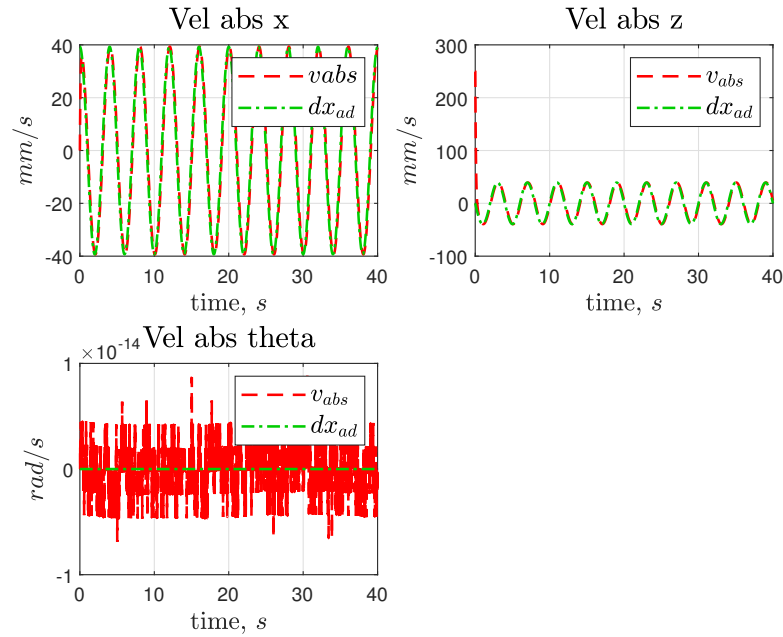 Vel abs x
40
20
0
-20
-40
mm/s
vabs
dx_ad
0 10 20 30 40
time, s
Vel abs z
300
200
100
0
-100
mm/s
v_abs
dx_ad
0 10 20 30 40
time, s
Vel abs theta
×10^-14
1
0
-1
rad/s
v_abs
dx_ad
0 10 20 30 40
time, s